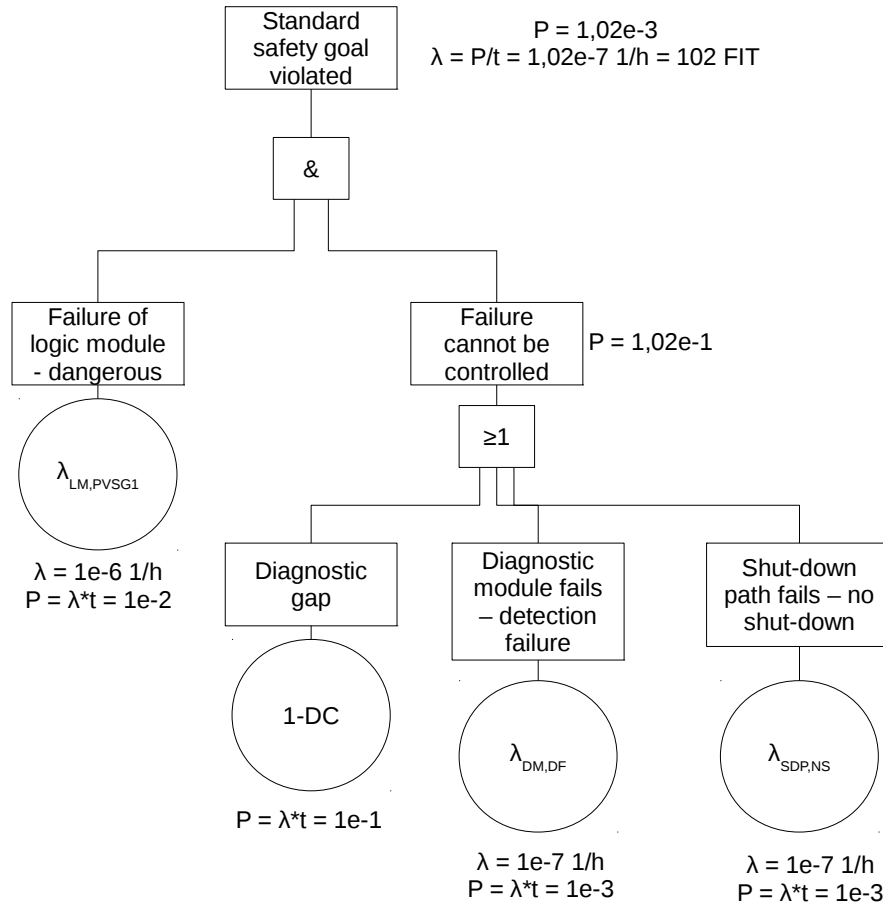 Standard
safety goal
violated
P = 1,02e-3
λ = P/t = 1,02e-7 1/h = 102 FIT
&
Failure of
logic module
- dangerous
Failure
cannot be
controlled
P = 1,02e-1
λLM,PVSG1
≥1
λ = 1e-6 1/h
P = λ*t = 1e-2
Diagnostic
gap
Diagnostic
module fails
– detection
failure
Shut-down
path fails – no
shut-down
1-DC
λDM,DF
λSDP,NS
P = λ*t = 1e-1
λ = 1e-7 1/h
P = λ*t = 1e-3
λ = 1e-7 1/h
P = λ*t = 1e-3